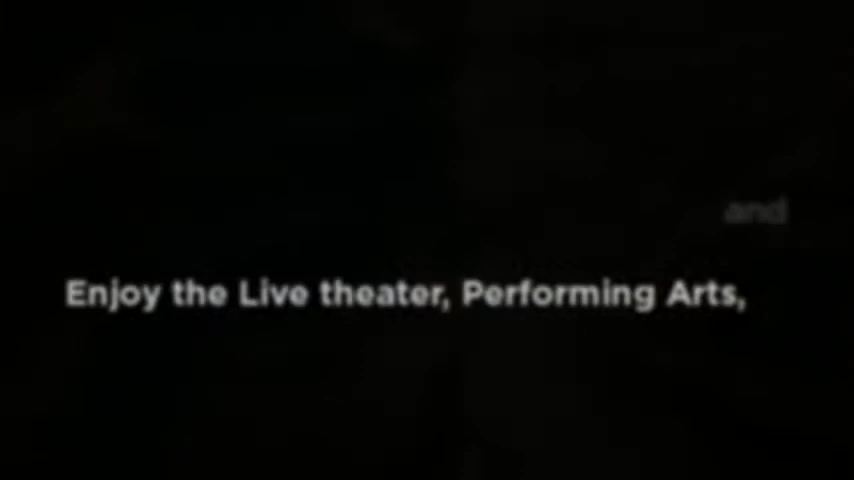 and
Enjoy the Live theater, Performing Arts,